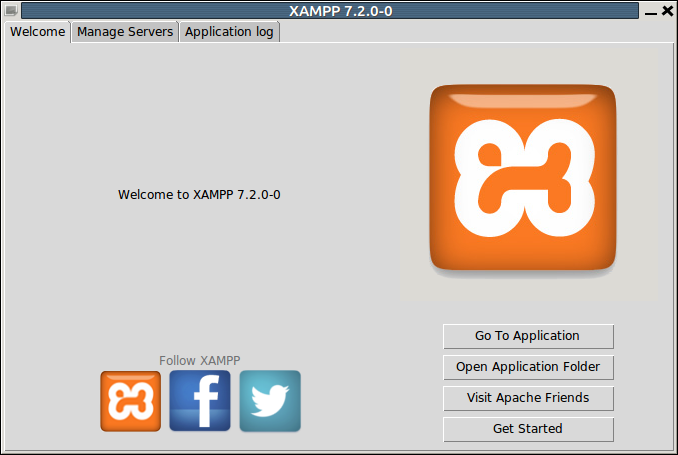 XAMPP 7.2.0-0
Welcome
Manage Servers
Application log
Welcome to XAMPP 7.2.0-0
Go To Application
Open Application Folder
Visit Apache Friends
Get Started
Follow XAMPP